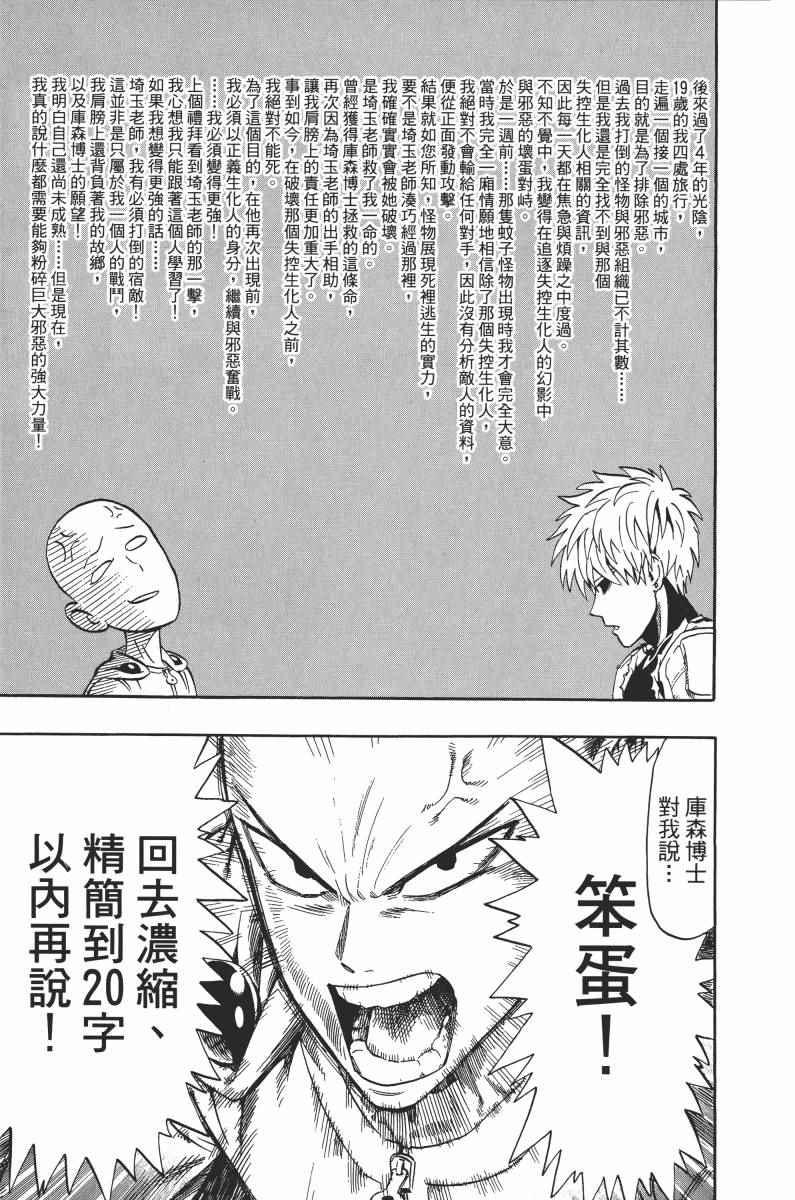 後來過了4年的光陰，
19歲的我四處旅行，
走遍一個接一個的城市，
目的就是為了排除邪惡。
過去我打倒的怪物與邪惡組織已不計其數……
但是我還是完全找不到與那個
失控生化人相關的資訊，
因此每一天都在焦急與煩躁之中度過。
不知不覺中，我變得在追逐失控生化人的幻影中
與邪惡的壞蛋對峙。
於是一週前……那隻蚊子怪物出現時我才會完全大意。
當時我完全一廂情願地相信除了那個失控生化人，
我絕對不會輸給任何對手，因此沒有分析敵人的資料，
便從正面發動攻擊。
結果就如您所知，怪物展現死裡逃生的實力，
我確確實實會被她破壞。
要不是埼玉老師湊巧經過那裡，
是埼玉老師救了我一命的。
曾經獲得庫森博士拯救的這條命，
再次因為埼玉老師的出手相助，
讓我肩膀上的責任更加重大了。
事到如今，在破壞那個失控生化人之前，
我絕對不能死。
為了這個目的，在他再次出現前，
我必須以正義生化人的身分，繼續與邪惡奮戰。
……我必須變得更強！
上個禮拜看到埼玉老師的那一擊，
我心想我只能跟著這個人學習了！
如果我想變得更強的話……
埼玉老師，我有必須打倒的宿敵！
這並非是只屬於我一個人的戰鬥，
我肩膀上還背負著我的故鄉，
以及庫森博士的願望！
我明白自己還尚未成熟……但是現在，
我真的說什麼都需要能夠粉碎巨大邪惡的強大力量！
庫森博士
對我說…
笨蛋！
回去濃縮、
精簡到20字
以內再說！